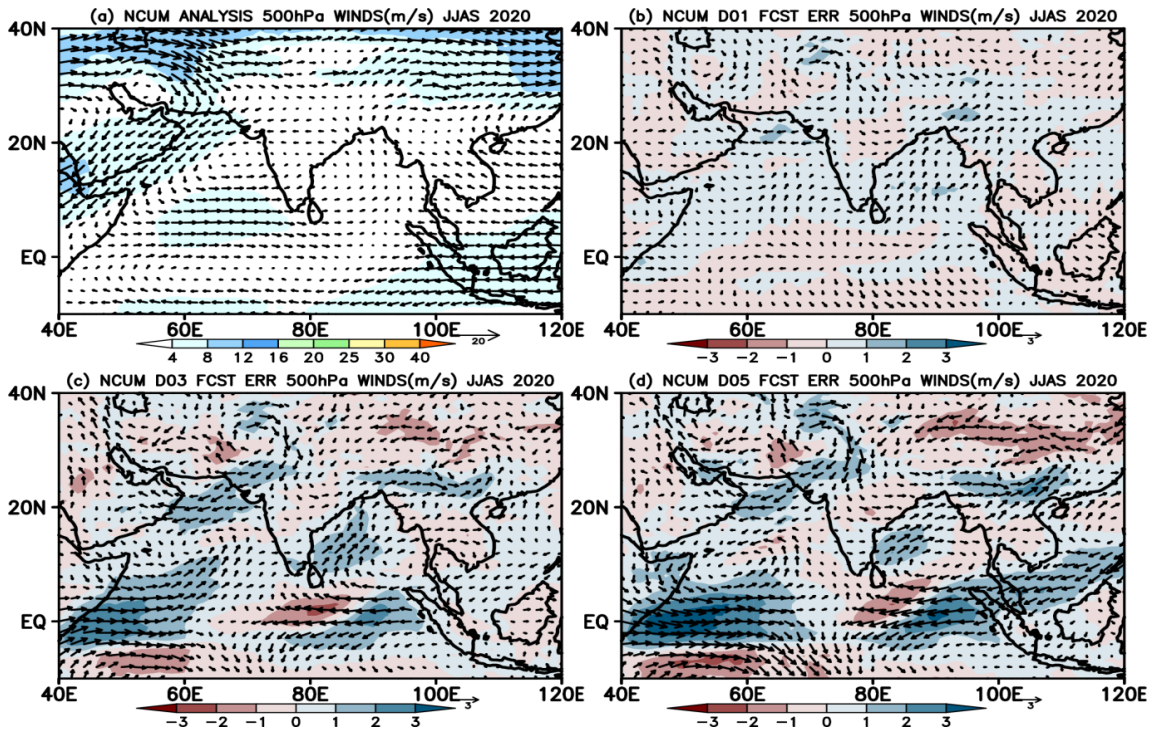 (a) NCUM ANALYSIS 500hPa WINDS(m/s) JJAS 2020
40N
20N
EQ
40E 60E 80E 100E 120E
20
4 8 12 16 20 25 30 40
(b) NCUM D01 FCST ERR 500hPa WINDS(m/s) JJAS 2020
40N
20N
EQ
40E 60E 80E 100E 120E
3
−3 −2 −1 0 1 2 3
(c) NCUM D03 FCST ERR 500hPa WINDS(m/s) JJAS 2020
40N
20N
EQ
40E 60E 80E 100E 120E
3
−3 −2 −1 0 1 2 3
(d) NCUM D05 FCST ERR 500hPa WINDS(m/s) JJAS 2020
40N
20N
EQ
40E 60E 80E 100E 120E
3
−3 −2 −1 0 1 2 3